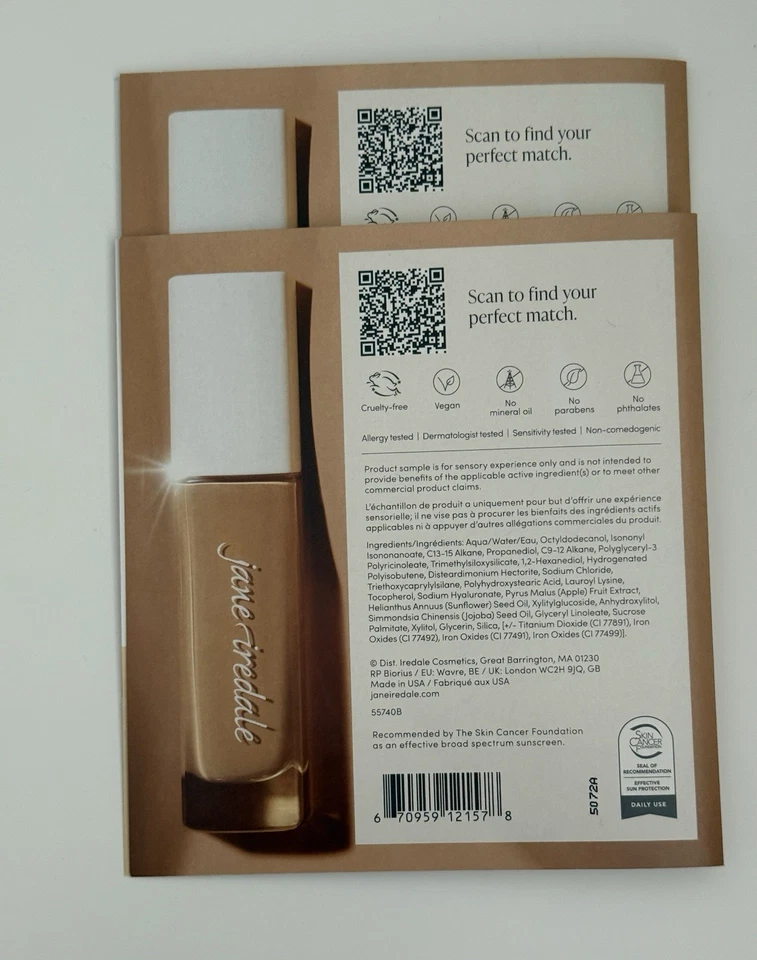 Scan to find your
perfect match.
Scan to find your
perfect match.
Cruelty-free
Vegan
No
mineral oil
No
parabens
No
phthalates
Allergy tested | Dermatologist tested | Sensitivity tested | Non-comedogenic
Product sample is for sensory experience only and is not intended to
provide benefits of the applicable active ingredient(s) or to meet other
commercial product claims.
L'échantillon de produit a uniquement pour but d'offrir une expérience
sensorielle; il ne vise pas à procurer les bienfaits des ingrédients actifs
applicables ni à appuyer d'autres allégations commerciales du produit.
Ingredients/Ingrédients: Aqua/Water/Eau, Octyldodecanol, Isononyl
Isononanoate, C13-15 Alkane, Propanediol, C9-12 Alkane, Polyglyceryl-3
Polyricinoleate, Trimethylsiloxysilicate, 1,2-Hexanediol, Hydrogenated
Polyisobutene, Disteardimonium Hectorite, Sodium Chloride,
Triethoxycaprylylsilane, Polyhydroxystearic Acid, Lauroyl Lysine,
Tocopherol, Sodium Hyaluronate, Pyrus Malus (Apple) Fruit Extract,
Helianthus Annuus (Sunflower) Seed Oil, Xylitylglucoside, Anhydroxylitol,
Simmondsia Chinensis (Jojoba) Seed Oil, Glyceryl Linoleate, Sucrose
Palmitate, Xylitol, Glycerin, Silica, [+/- Titanium Dioxide (CI 77891), Iron
Oxides (CI 77492), Iron Oxides (CI 77491), Iron Oxides (CI 77499)].
© Dist. Iredale Cosmetics, Great Barrington, MA 01230
RP Biorius / EU: Wavre, BE / UK: London WC2H 9JQ, GB
Made in USA / Fabriqué aux USA
janeiredale.com
55740B
Recommended by The Skin Cancer Foundation
as an effective broad spectrum sunscreen.
6 70959 12157 8
5072A
SKIN
CANCER
FOUNDATION
SEAL OF
RECOMMENDATION
EFFECTIVE
SUN PROTECTION
DAILY USE
jane iredale